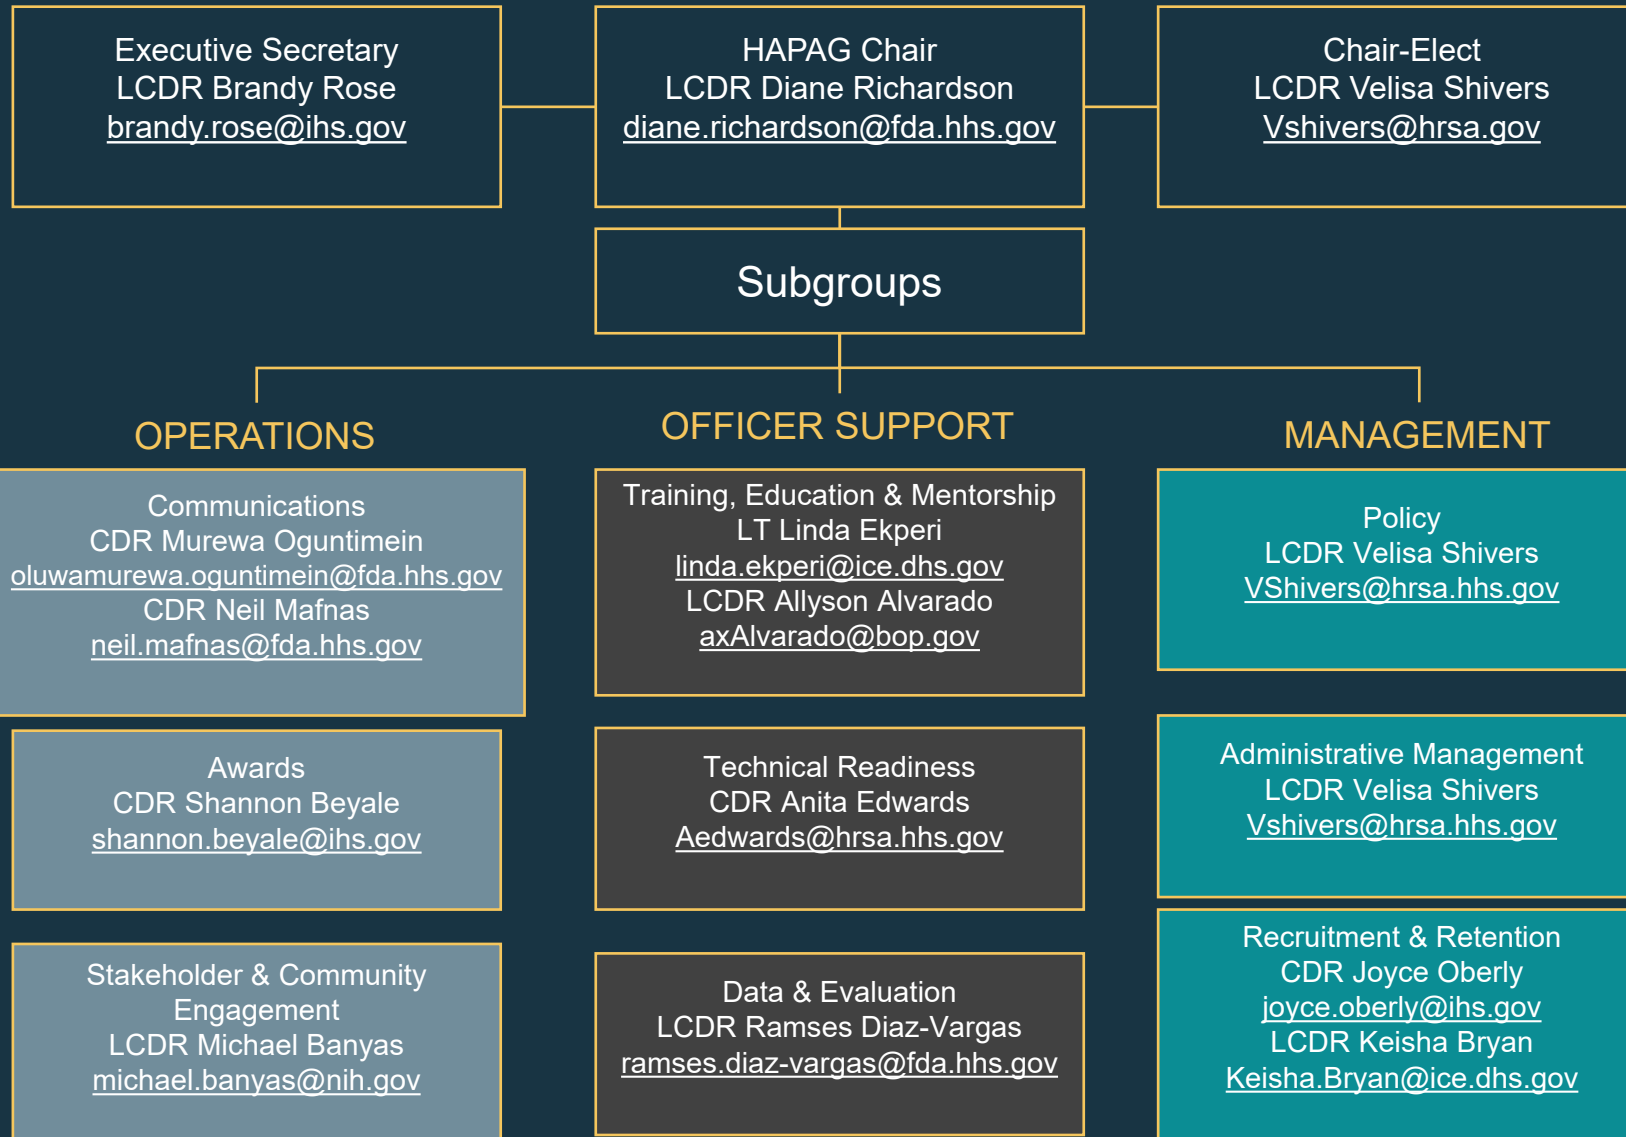 Executive Secretary
LCDR Brandy Rose
brandy.rose@ihs.gov
HAPAG Chair
LCDR Diane Richardson
diane.richardson@fda.hhs.gov
Chair-Elect
LCDR Velisa Shivers
Vshivers@hrsa.gov
Subgroups
OPERATIONS
Communications
CDR Murewa Oguntimein
oluwamurewa.oguntimein@fda.hhs.gov
CDR Neil Mafnas
neil.mafnas@fda.hhs.gov
Awards
CDR Shannon Beyale
shannon.beyale@ihs.gov
Stakeholder & Community
Engagement
LCDR Michael Banyas
michael.banyas@nih.gov
OFFICER SUPPORT
Training, Education & Mentorship
LT Linda Ekperi
linda.ekperi@ice.dhs.gov
LCDR Allyson Alvarado
axAlvarado@bop.gov
Technical Readiness
CDR Anita Edwards
Aedwards@hrsa.hhs.gov
Data & Evaluation
LCDR Ramses Diaz-Vargas
ramses.diaz-vargas@fda.hhs.gov
MANAGEMENT
Policy
LCDR Velisa Shivers
VShivers@hrsa.hhs.gov
Administrative Management
LCDR Velisa Shivers
Vshivers@hrsa.hhs.gov
Recruitment & Retention
CDR Joyce Oberly
joyce.oberly@ihs.gov
LCDR Keisha Bryan
Keisha.Bryan@ice.dhs.gov